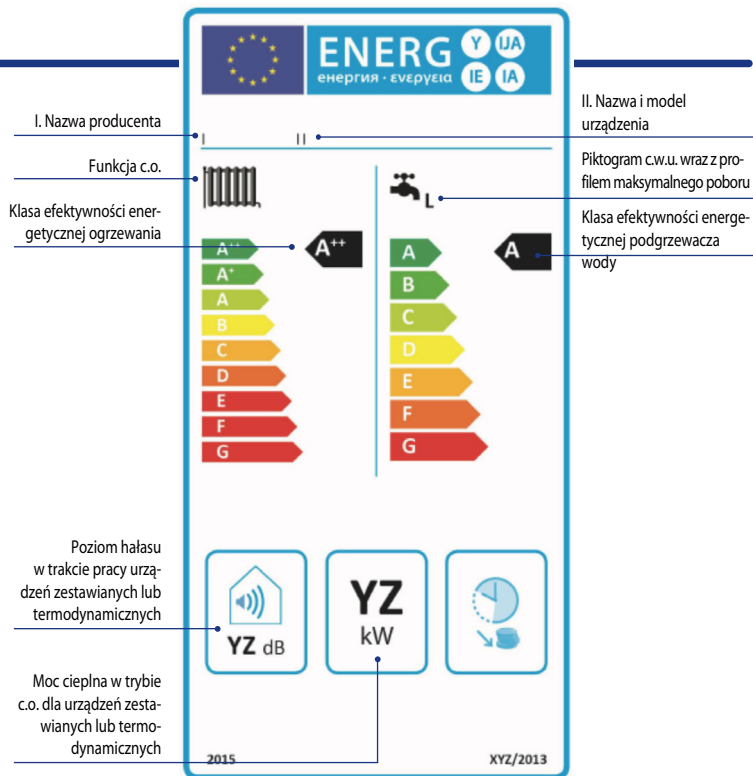 ENERG Y IJA
енергия · ενεργεια IE IA
I. Nazwa producenta
I
II
II. Nazwa i model
urządzenia
Funkcja c.o.
Piktogram c.w.u. wraz z pro-
filem maksymalnego poboru
L
Klasa efektywności ener-
getycznej ogrzewania
Klasa efektywności energe-
tycznej podgrzewacza
wody
A++
A++
A+
A
B
C
D
E
F
G
A
A
B
C
D
E
F
G
Poziom hałasu
w trakcie pracy urzą-
dzeń zestawianych lub
termodynamicznych
YZ dB
YZ
kW
Moc cieplna w trybie
c.o. dla urządzeń zesta-
wianych lub termo-
dynamicznych
2015
XYZ/2013